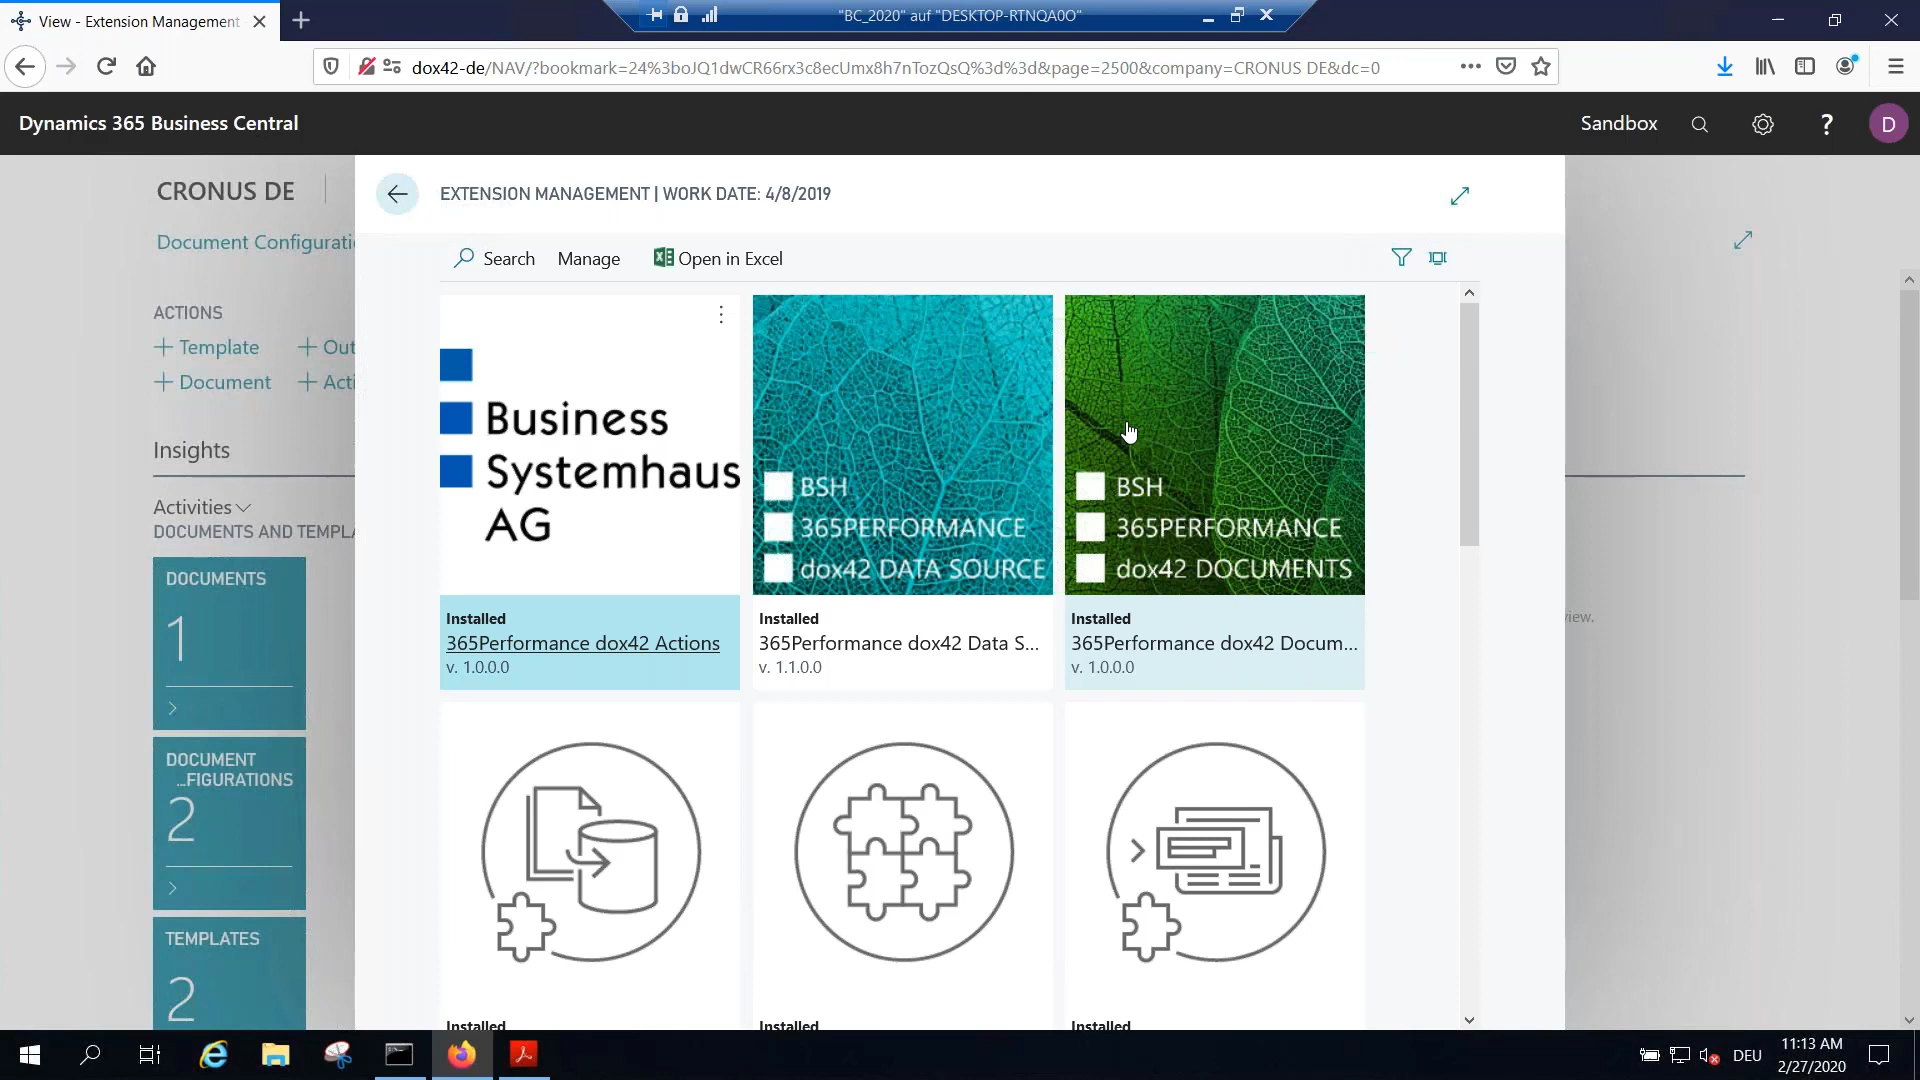 View - Extension Management
"BC_2020" auf "DESKTOP-RTNQA0O"
dox42-de/NAV/?bookmark=24%3boJQ1dwCR66rx3c8ecUmx8h7nTozQsQ%3d%3d&page=2500&company=CRONUS DE&dc=0
Dynamics 365 Business Central
Sandbox
?
D
CRONUS DE
EXTENSION MANAGEMENT | WORK DATE: 4/8/2019
Document Configurati
Search
Manage
Open in Excel
ACTIONS
+ Template
+ Out
+ Document
+ Acti
Insights
Activities
DOCUMENTS AND TEMPLA
DOCUMENTS
1
DOCUMENT
...FIGURATIONS
2
TEMPLATES
2
Business
Systemhaus
AG
Installed
365Performance dox42 Actions
v. 1.0.0.0
BSH
365PERFORMANCE
dox42 DATA SOURCE
Installed
365Performance dox42 Data S...
v. 1.1.0.0
BSH
365PERFORMANCE
dox42 DOCUMENTS
Installed
365Performance dox42 Docum...
v. 1.0.0.0
view.
Installed
Installed
Installed
DEU
11:13 AM
2/27/2020